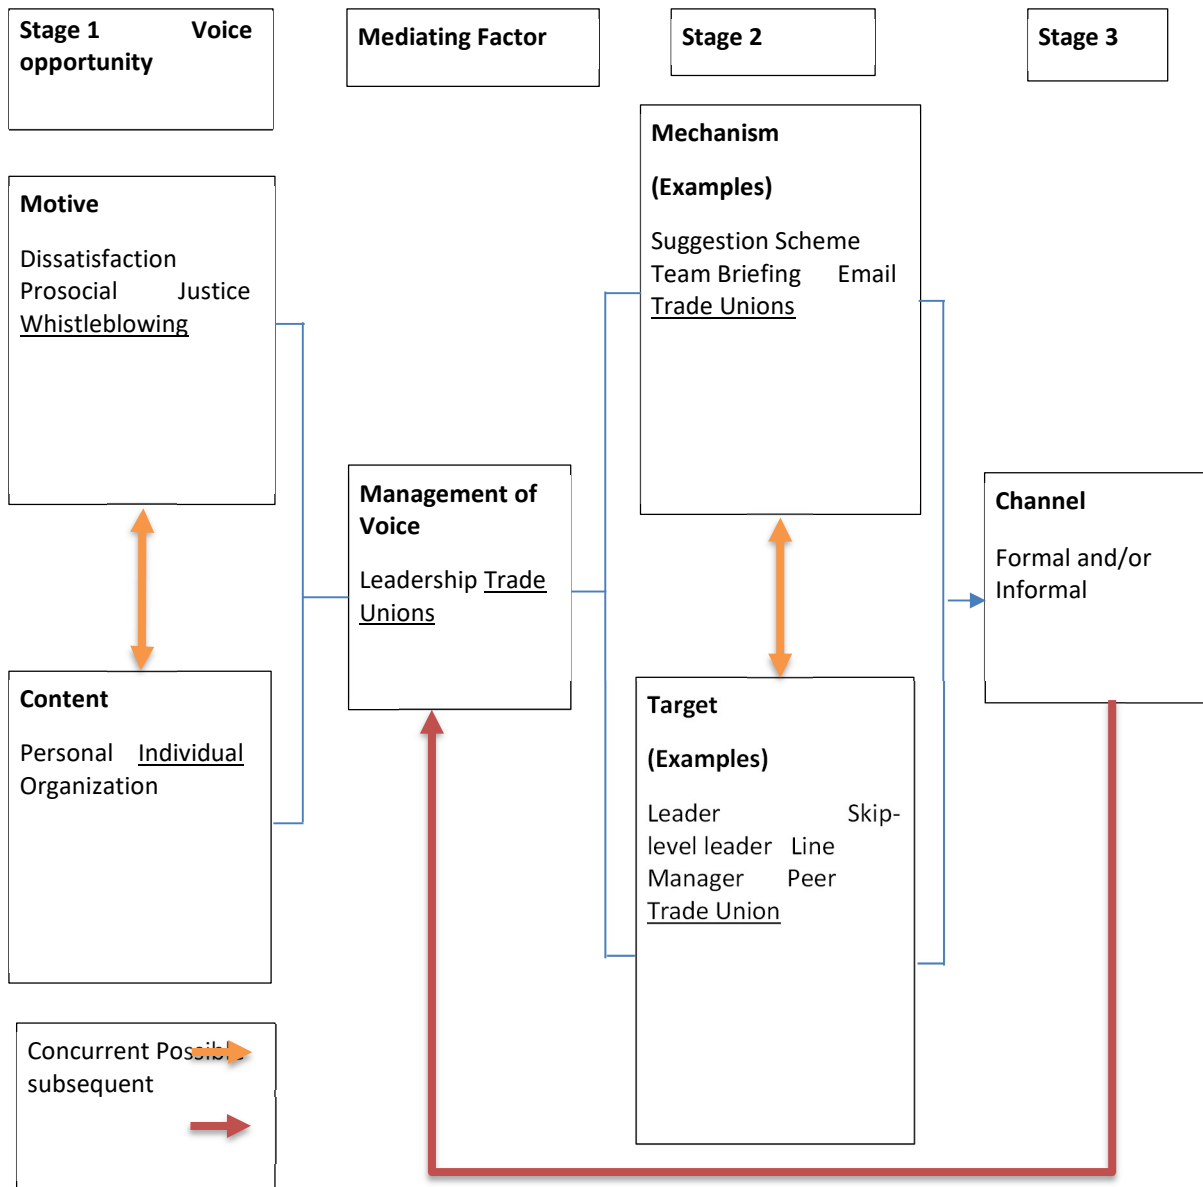 Stage 1 Voice
opportunity
Mediating Factor
Stage 2
Stage 3
Motive
Dissatisfaction
Prosocial Justice
Whistleblowing
Content
Personal Individual
Organization
Management of
Voice
Leadership Trade
Unions
Mechanism
(Examples)
Suggestion Scheme
Team Briefing Email
Trade Unions
Target
(Examples)
Leader Skip-
level leader Line
Manager Peer
Trade Union
Channel
Formal and/or
Informal
Concurrent Possible
subsequent